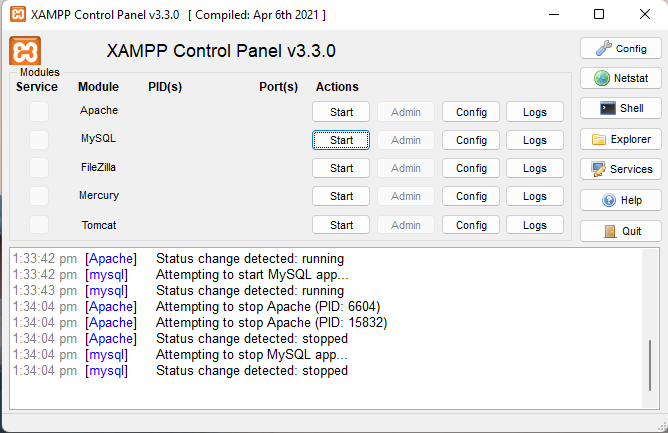 XAMPP Control Panel v3.3.0 [ Compiled: Apr 6th 2021 ]
XAMPP Control Panel v3.3.0
Config
Modules
Service Module PID(s) Port(s) Actions
Netstat
Apache Start Admin Config Logs
Shell
MySQL Start Admin Config Logs
Explorer
FileZilla Start Admin Config Logs
Services
Mercury Start Admin Config Logs
Help
Tomcat Start Admin Config Logs
Quit
1:33:42 pm [Apache] Status change detected: running
1:33:42 pm [mysql] Attempting to start MySQL app...
1:33:43 pm [mysql] Status change detected: running
1:34:04 pm [Apache] Attempting to stop Apache (PID: 6604)
1:34:04 pm [Apache] Attempting to stop Apache (PID: 15832)
1:34:04 pm [Apache] Status change detected: stopped
1:34:04 pm [mysql] Attempting to stop MySQL app...
1:34:04 pm [mysql] Status change detected: stopped